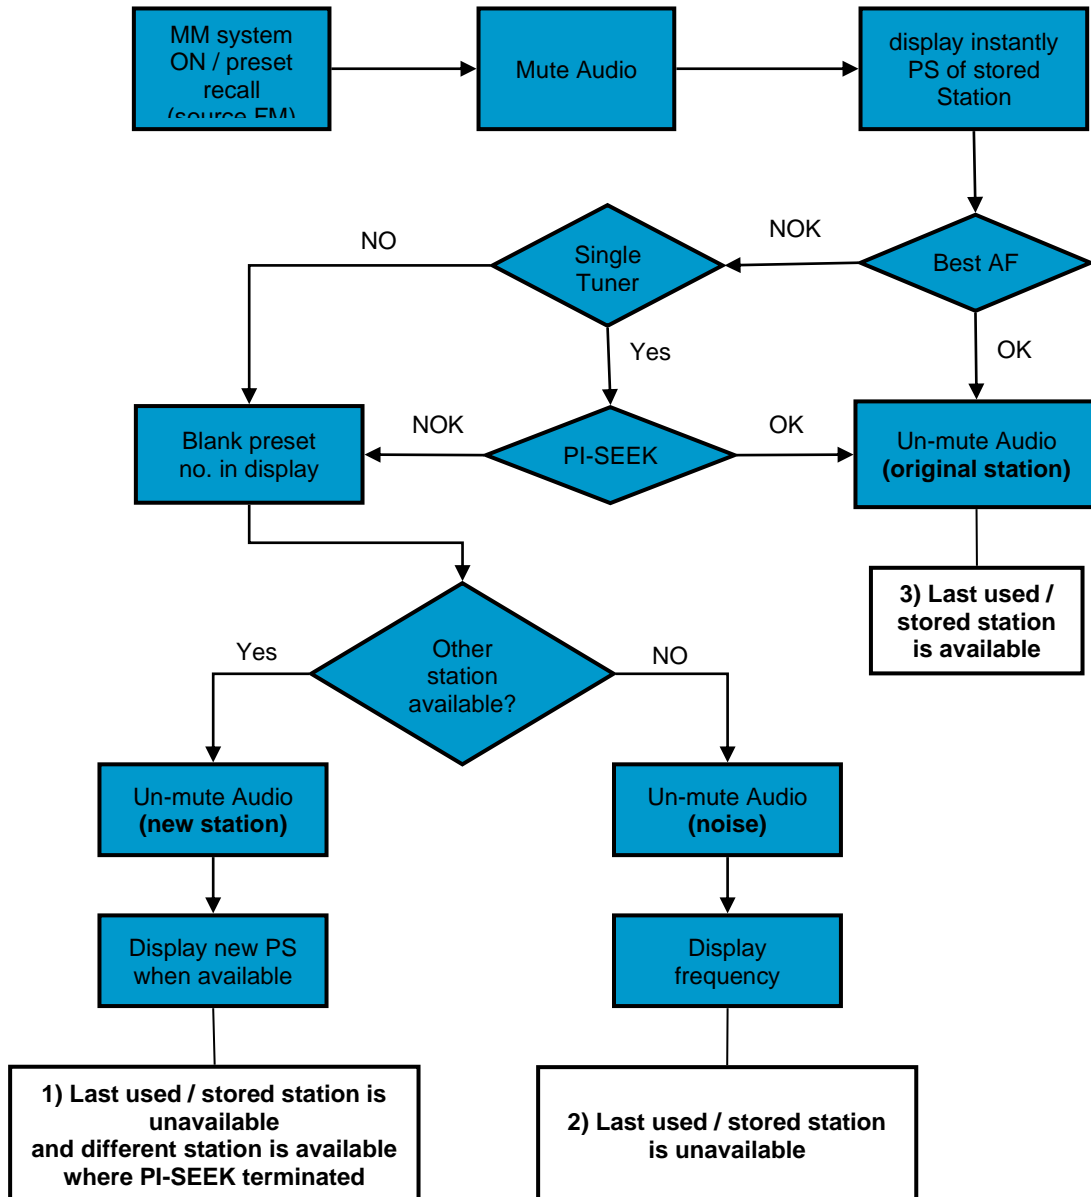 MM system
ON / preset
recall
(source FM)
Mute Audio
display instantly
PS of stored
Station
NO
Single
Tuner
NOK
Best AF
Yes
OK
Blank preset
no. in display
NOK
PI-SEEK
OK
Un-mute Audio
(original station)
3) Last used /
stored station
is available
Yes
Other
station
available?
NO
Un-mute Audio
(new station)
Un-mute Audio
(noise)
Display new PS
when available
Display
frequency
1) Last used / stored station is
unavailable
and different station is available
where PI-SEEK terminated
2) Last used / stored station
is unavailable